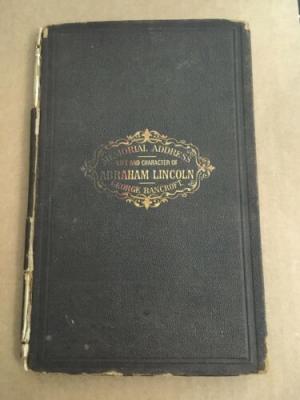 MEMORIAL ADDRESS
LIFE AND CHARACTER OF
ABRAHAM LINCOLN
GEORGE BANCROFT